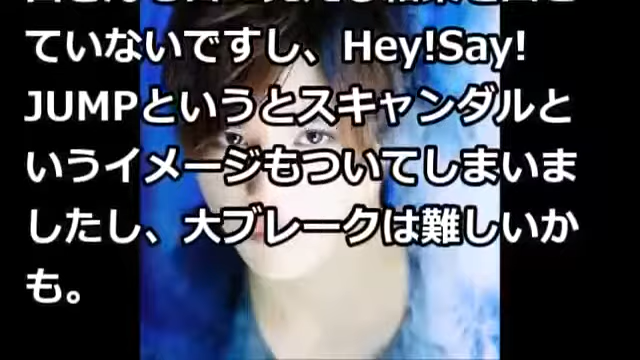 ていないですし、Hey!Say!
JUMPというとスキャンダルと
いうイメージもついてしまいま
したし、大ブレークは難しいか
も。